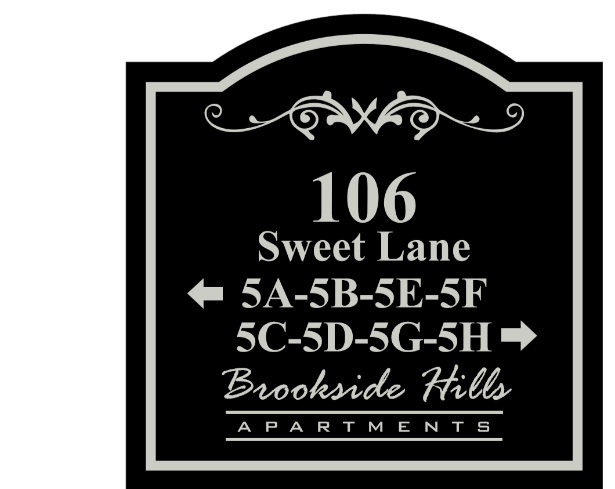 106
Sweet Lane
5A-5B-5E-5F
5C-5D-5G-5H
Brookside Hills
APARTMENTS